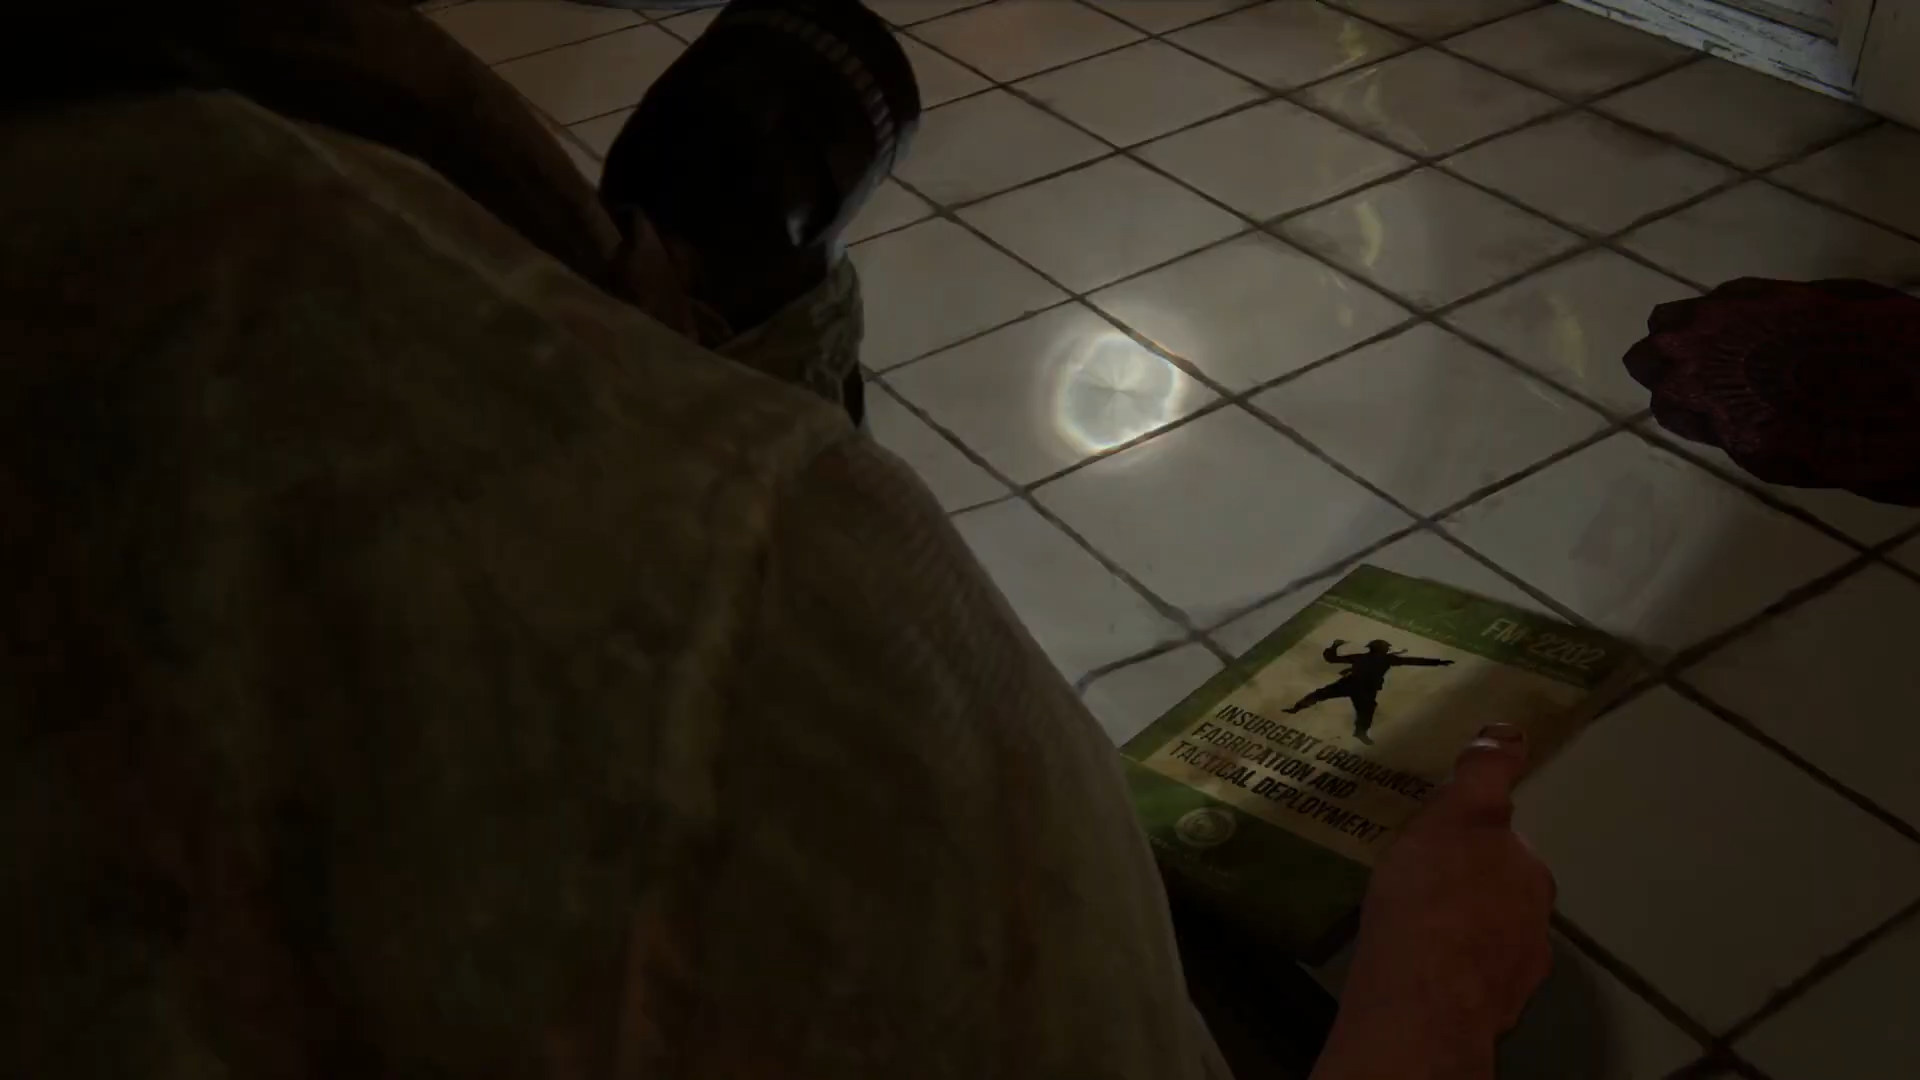 FM-2202
INSURGENT ORDINANCE
FABRICATION AND
TACTICAL DEPLOYMENT